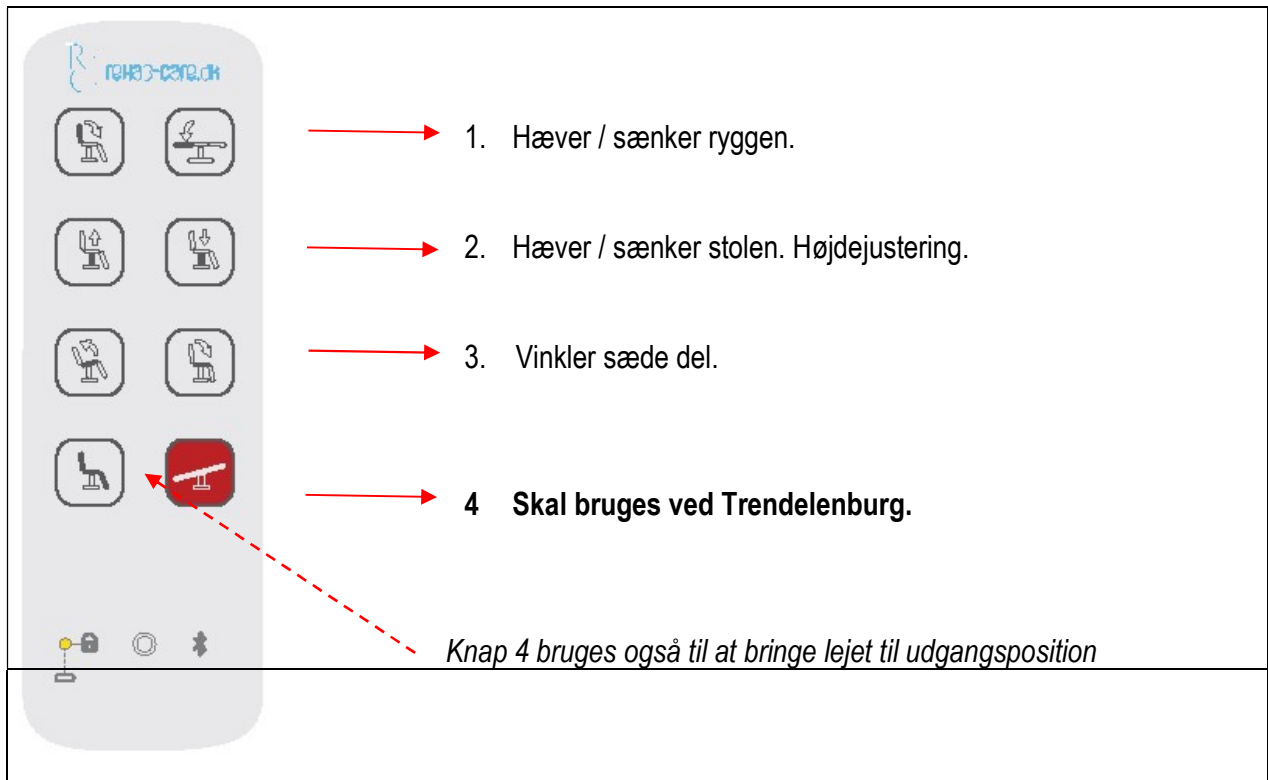 RC rehab-care.dk
1. Hæver / sænker ryggen.
2. Hæver / sænker stolen. Højdejustering.
3. Vinkler sæde del.
4 Skal bruges ved Trendelenburg.
Knap 4 bruges også til at bringe lejet til udgangsposition